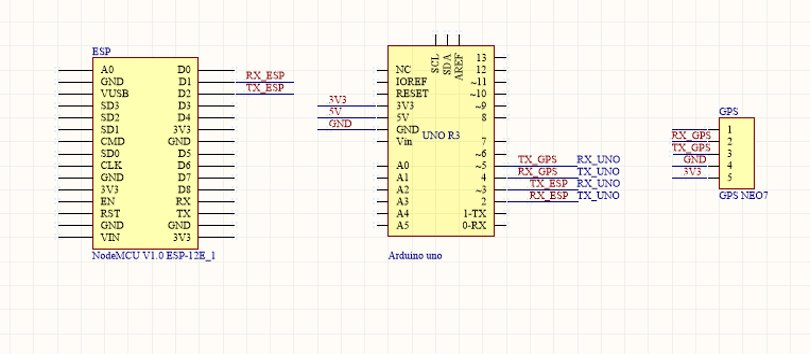 ESP
A0 D0
GND D1 RX_ESP
VUSB D2 TX_ESP
SD3 D3
SD2 D4
SD1 3V3
CMD GND
SD0 D5
CLK D6
GND D7
3V3 D8
EN RX
RST TX
GND GND
VIN 3V3
NodeMCU V1.0 ESP-12E_1
SCL SDA AREF
13
NC 12
IOREF ~11
RESET ~10
3V3 3V3 ~9
5V 5V 8
GND GND
UNO R3
Vin 7
~6
A0 ~5 TX_GPS RX_UNO
A1 4 RX_GPS TX_UNO
A2 ~3 TX_ESP RX_UNO
A3 2 RX_ESP TX_UNO
A4 1-TX
A5 0-RX
Arduino uno
GPS
1
RX_GPS 2
TX_GPS 3
GND 4
3V3 5
GPS NEO7